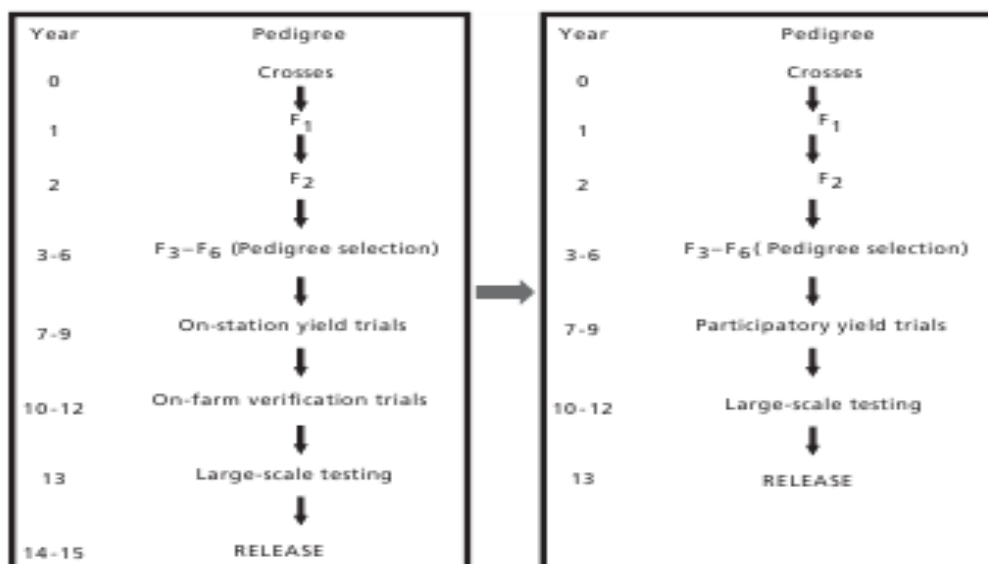 Year Pedigree
0 Crosses
1 F1
2 F2
3-6 F3–F6 (Pedigree selection)
7-9 On-station yield trials
10-12 On-farm verification trials
13 Large-scale testing
14-15 RELEASE
Year Pedigree
0 Crosses
1 F1
2 F2
3-6 F3–F6( Pedigree selection)
7-9 Participatory yield trials
10-12 Large-scale testing
13 RELEASE